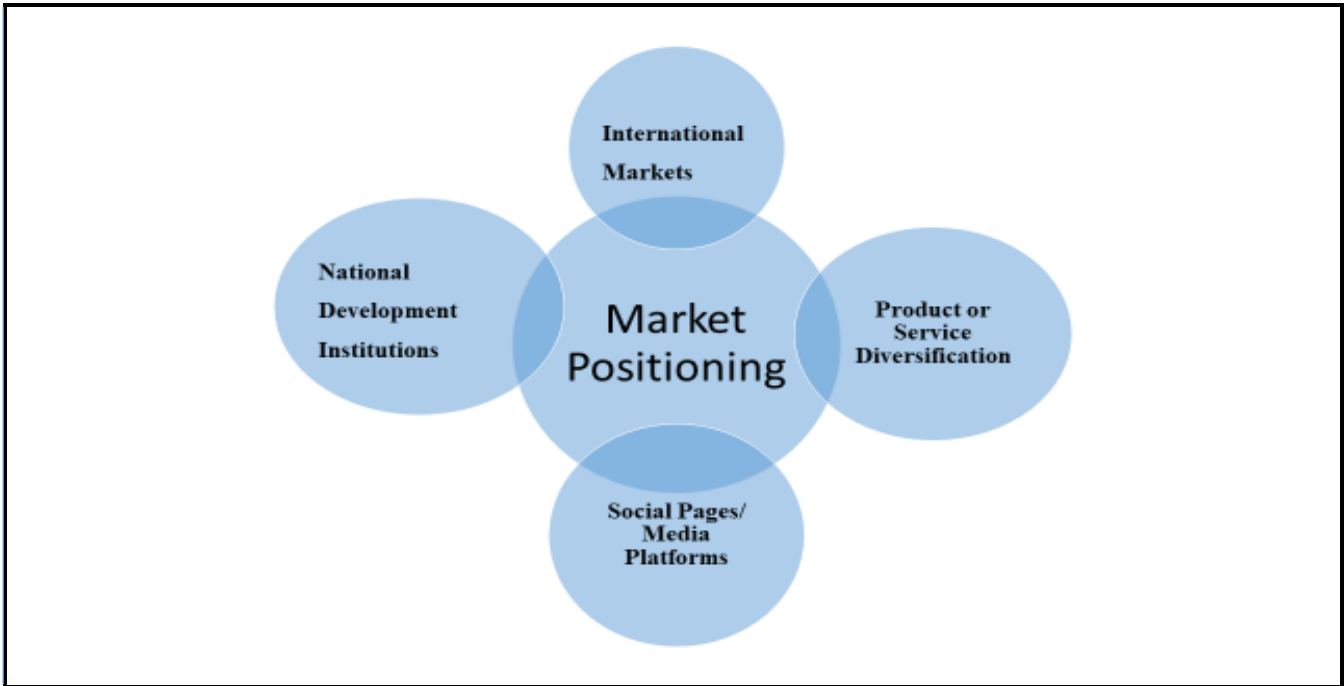 International
Markets
National
Development
Institutions
Market
Positioning
Product or
Service
Diversification
Social Pages/
Media
Platforms